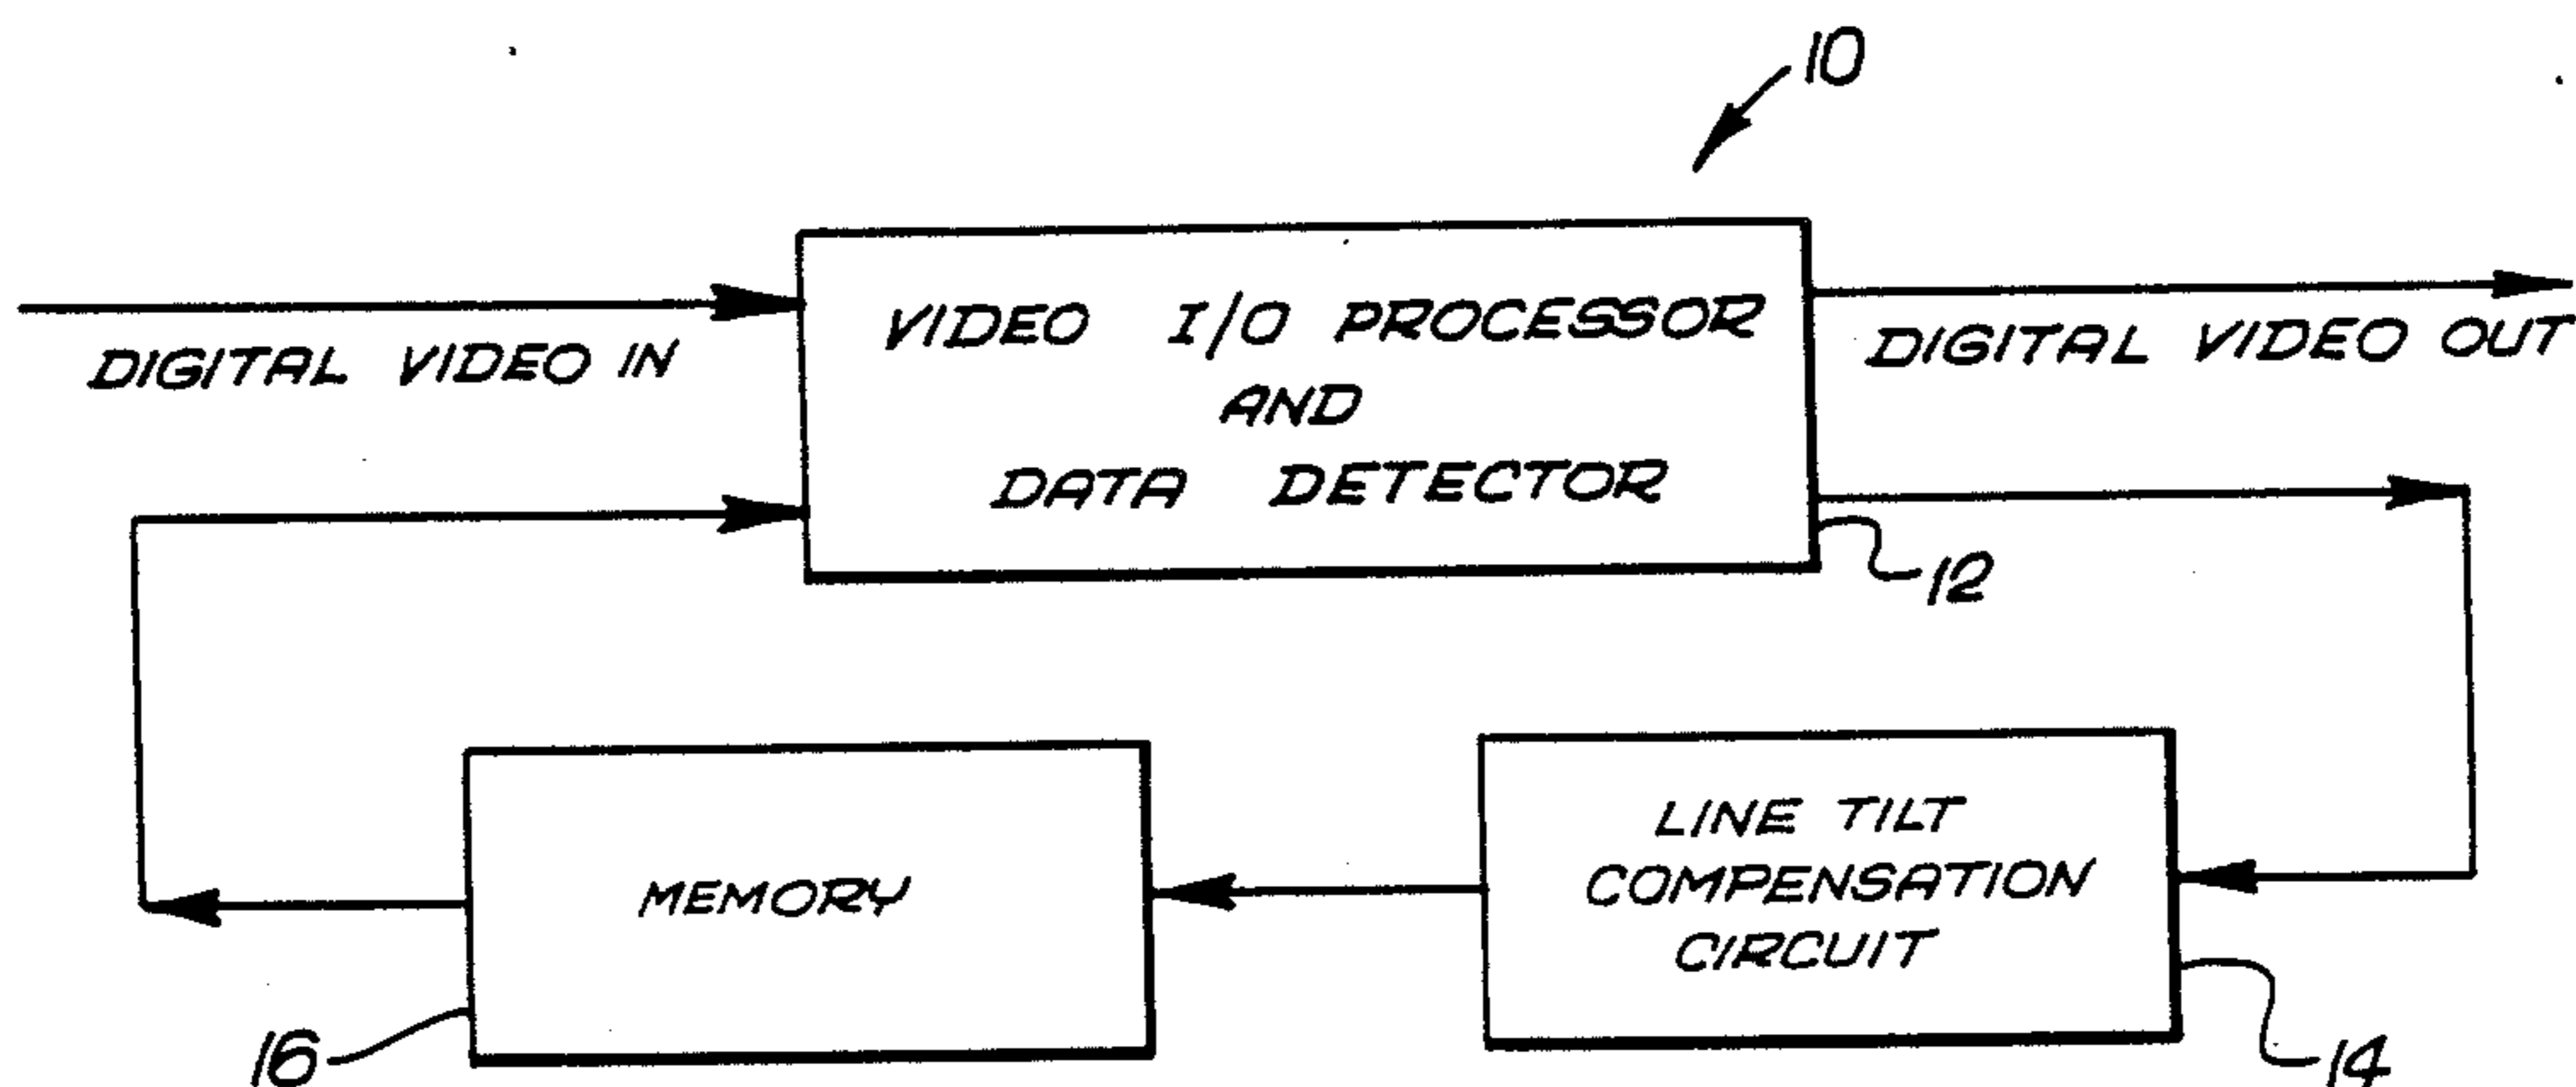 10
VIDEO I/O PROCESSOR
AND
DATA DETECTOR
DIGITAL VIDEO IN
DIGITAL VIDEO OUT
12
MEMORY
LINE TILT
COMPENSATION
CIRCUIT
16
14